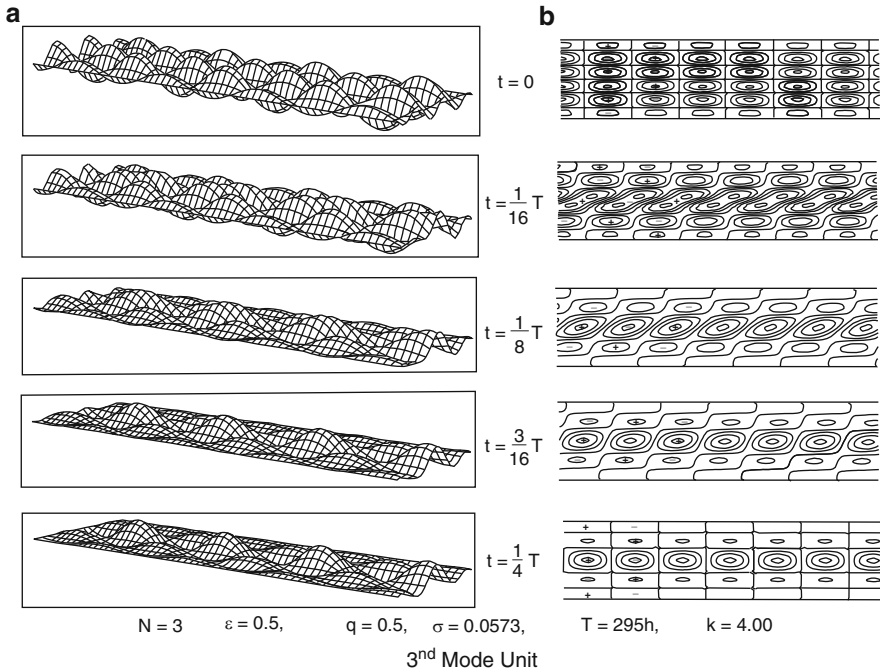 a
b
t = 0
t = 1/16 T
t = 1/8 T
t = 3/16 T
t = 1/4 T
N = 3 ε = 0.5, q = 0.5, σ = 0.0573, T = 295h, k = 4.00
3nd Mode Unit